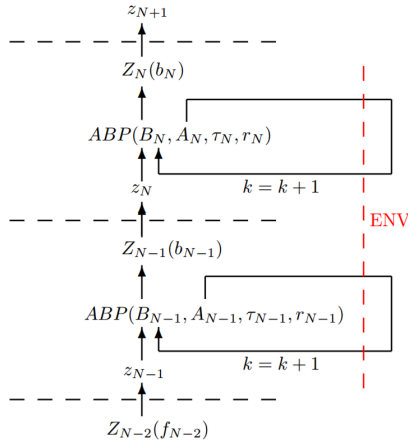 z_{N+1}
Z_N(b_N)
ABP(B_N, A_N, τ_N, r_N)
k = k + 1
z_N
ENV
Z_{N−1}(b_{N−1})
ABP(B_{N−1}, A_{N−1}, τ_{N−1}, r_{N−1})
k = k + 1
z_{N−1}
Z_{N−2}(f_{N−2})